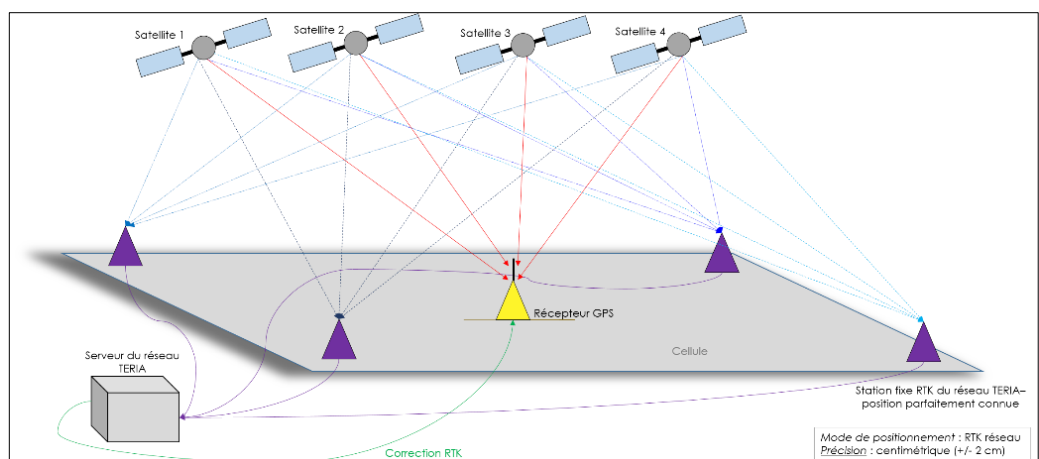 Satellite 1
Satellite 2
Satellite 3
Satellite 4
Récepteur GPS
Cellule
Serveur du réseau
TERIA
Station fixe RTK du réseau TERIA–
position parfaitement connue
Correction RTK
Mode de positionnement : RTK réseau
Précision : centimétrique (+/- 2 cm)